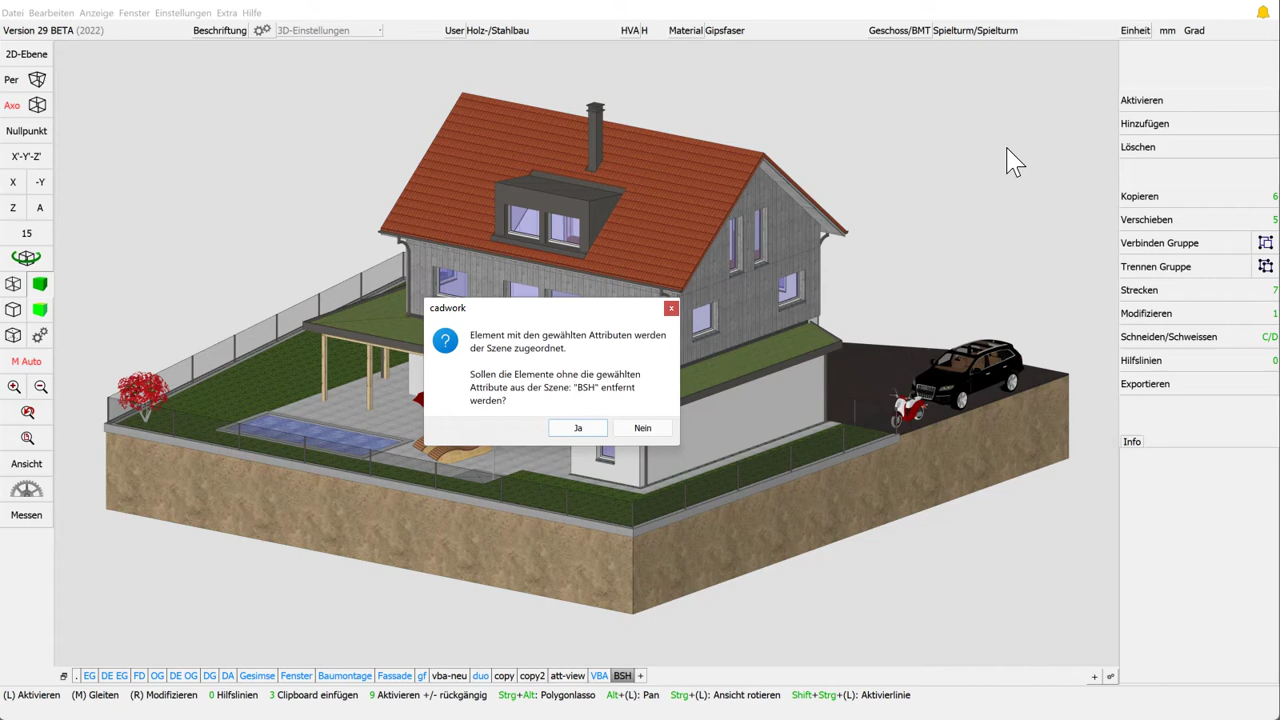 Datei Bearbeiten Anzeige Fenster Einstellungen Extra Hilfe
Version 29 BETA (2022) Beschriftung 3D-Einstellungen User Holz-/Stahlbau HVA H Material Gipsfaser Geschoss/BMT Spielturm/Spielturm Einheit mm Grad
2D-Ebene
Per
Axo
Nullpunkt
X'-Y'-Z'
X -Y
Z A
15
M Auto
Ansicht
Messen
cadwork
x
Element mit den gewählten Attributen werden
der Szene zugeordnet.
Sollen die Elemente ohne die gewählten
Attribute aus der Szene: "BSH" entfernt
werden?
Ja Nein
Aktivieren
Hinzufügen
Löschen
Kopieren 6
Verschieben 5
Verbinden Gruppe
Trennen Gruppe
Strecken 7
Modifizieren 1
Schneiden/Schweissen C/D
Hilfslinien 0
Exportieren
Info
. EG DE EG FD OG DE OG DG DA Gesimse Fenster Baumontage Fassade gf vba-neu duo copy copy2 att-view VBA BSH + +
(L) Aktivieren (M) Gleiten (R) Modifizieren 0 Hilfslinien 3 Clipboard einfügen 9 Aktivieren +/- rückgängig Strg+Alt: Polygonlasso Alt+(L): Pan Strg+(L): Ansicht rotieren Shift+Strg+(L): Aktivierlinie